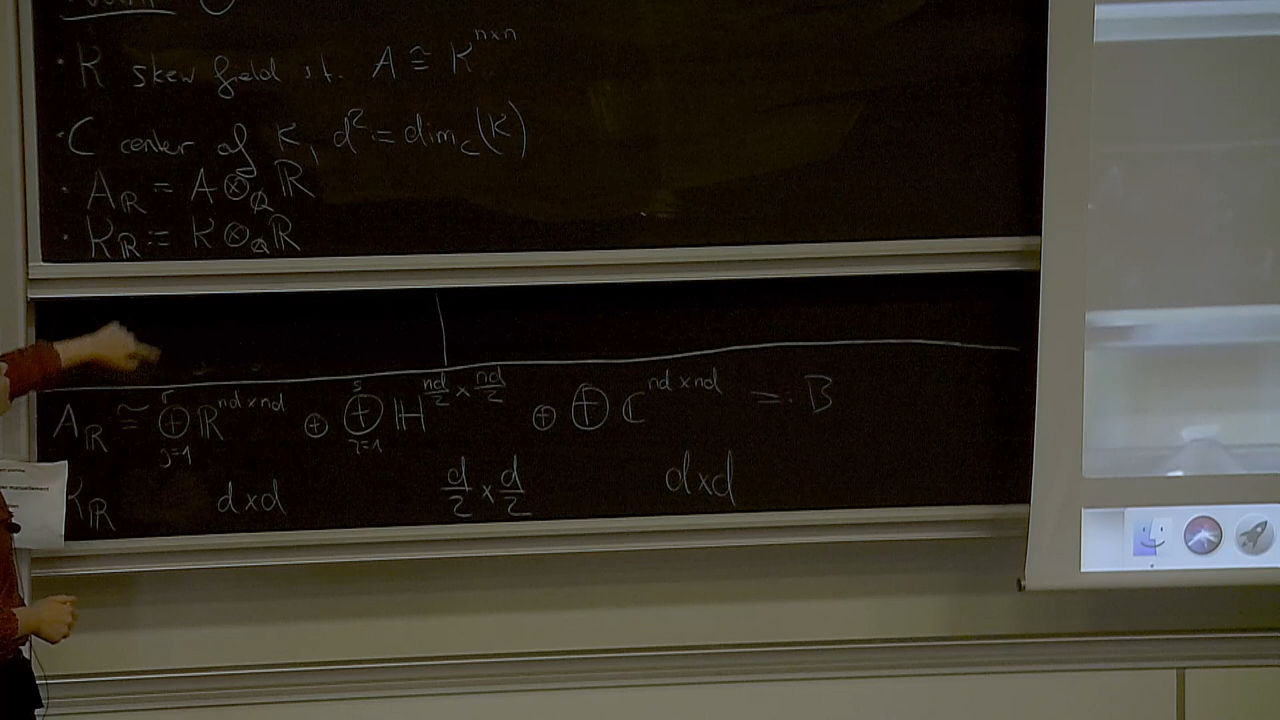 · K skew field s.t. A ≅ K^{n×n}
· C center of K, d² = dim_C(K)
· A_ℝ = A ⊗_ℚ ℝ
· K_ℝ = K ⊗_ℚ ℝ
A_ℝ ≅ ⊕_{j=1}^{r} ℝ^{nd×nd} ⊕ ⊕_{i=1}^{s} ℍ^{nd/2 × nd/2} ⊕ ⊕ ℂ^{nd×nd} =: B
K_ℝ d×d d/2 × d/2 d×d